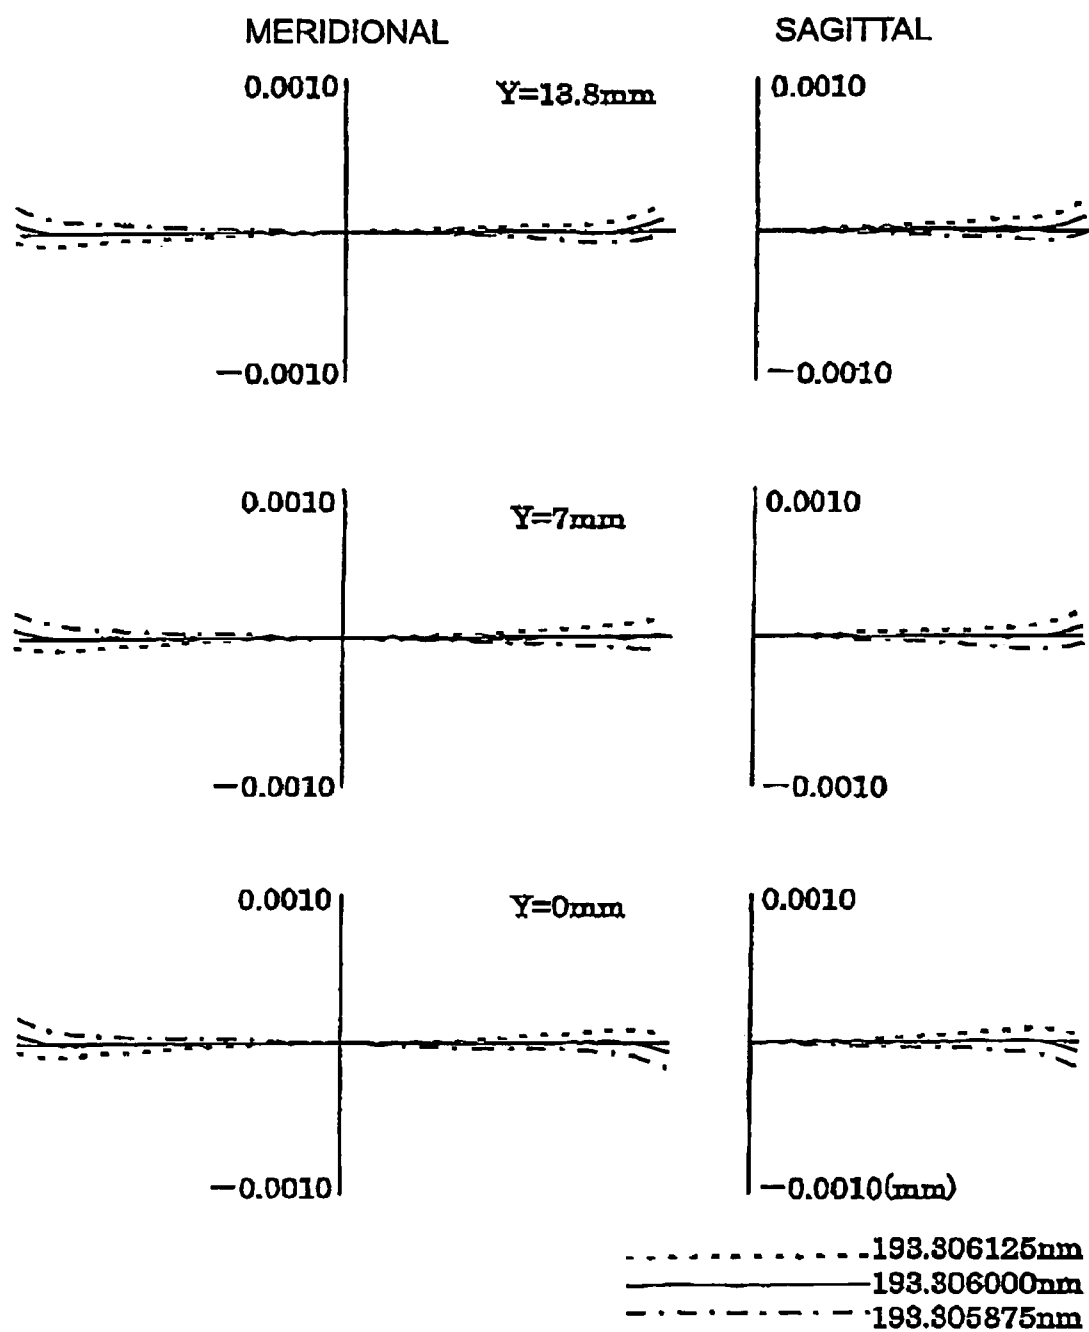 MERIDIONAL SAGITTAL
0.0010 Y=13.8mm 0.0010
−0.0010 −0.0010
0.0010 Y=7mm 0.0010
−0.0010 −0.0010
0.0010 Y=0mm 0.0010
−0.0010 −0.0010(mm)
193.306125nm
193.306000nm
193.305875nm